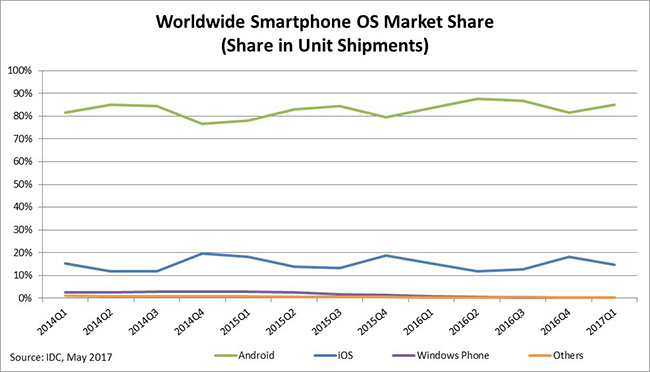 Worldwide Smartphone OS Market Share
(Share in Unit Shipments)
100%
90%
80%
70%
60%
50%
40%
30%
20%
10%
0%
2014Q1 2014Q2 2014Q3 2014Q4 2015Q1 2015Q2 2015Q3 2015Q4 2016Q1 2016Q2 2016Q3 2016Q4 2017Q1
Source: IDC, May 2017 Android iOS Windows Phone Others